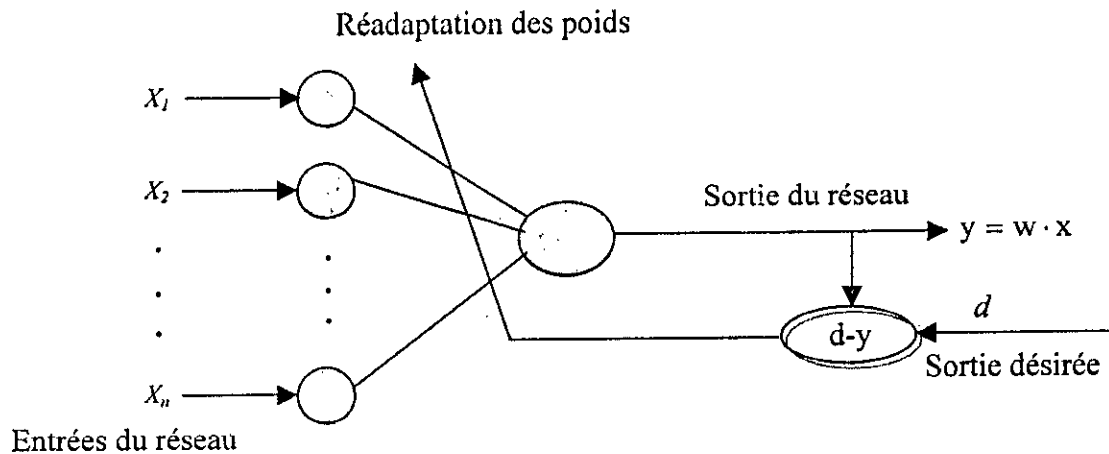 Réadaptation des poids
X1
X2
Sortie du réseau
y = w · x
d
d-y
Sortie désirée
Xn
Entrées du réseau